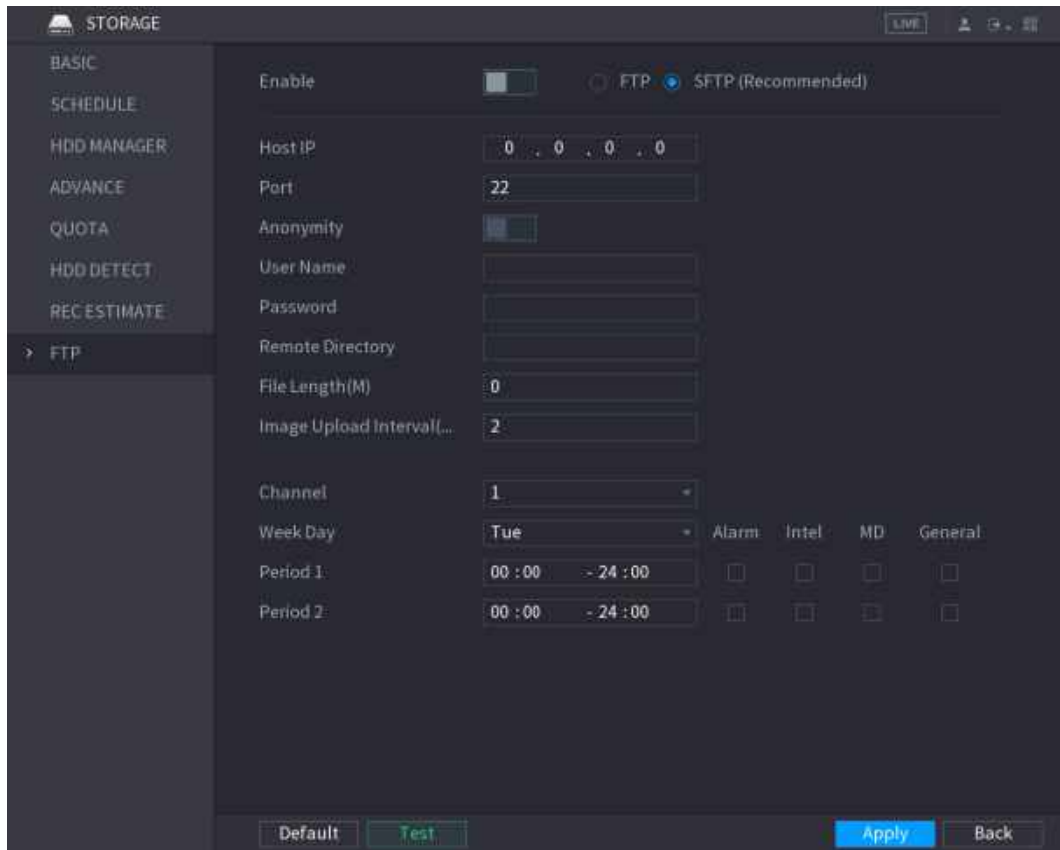 STORAGE LIVE
BASIC
SCHEDULE
HDD MANAGER
ADVANCE
QUOTA
HDD DETECT
REC ESTIMATE
> FTP
Enable FTP SFTP (Recommended)
Host IP 0 . 0 . 0 . 0
Port 22
Anonymity
User Name
Password
Remote Directory
File Length(M) 0
Image Upload Interval(... 2
Channel 1
Week Day Tue Alarm Intel MD General
Period 1 00 :00 - 24 :00
Period 2 00 :00 - 24 :00
Default Test Apply Back